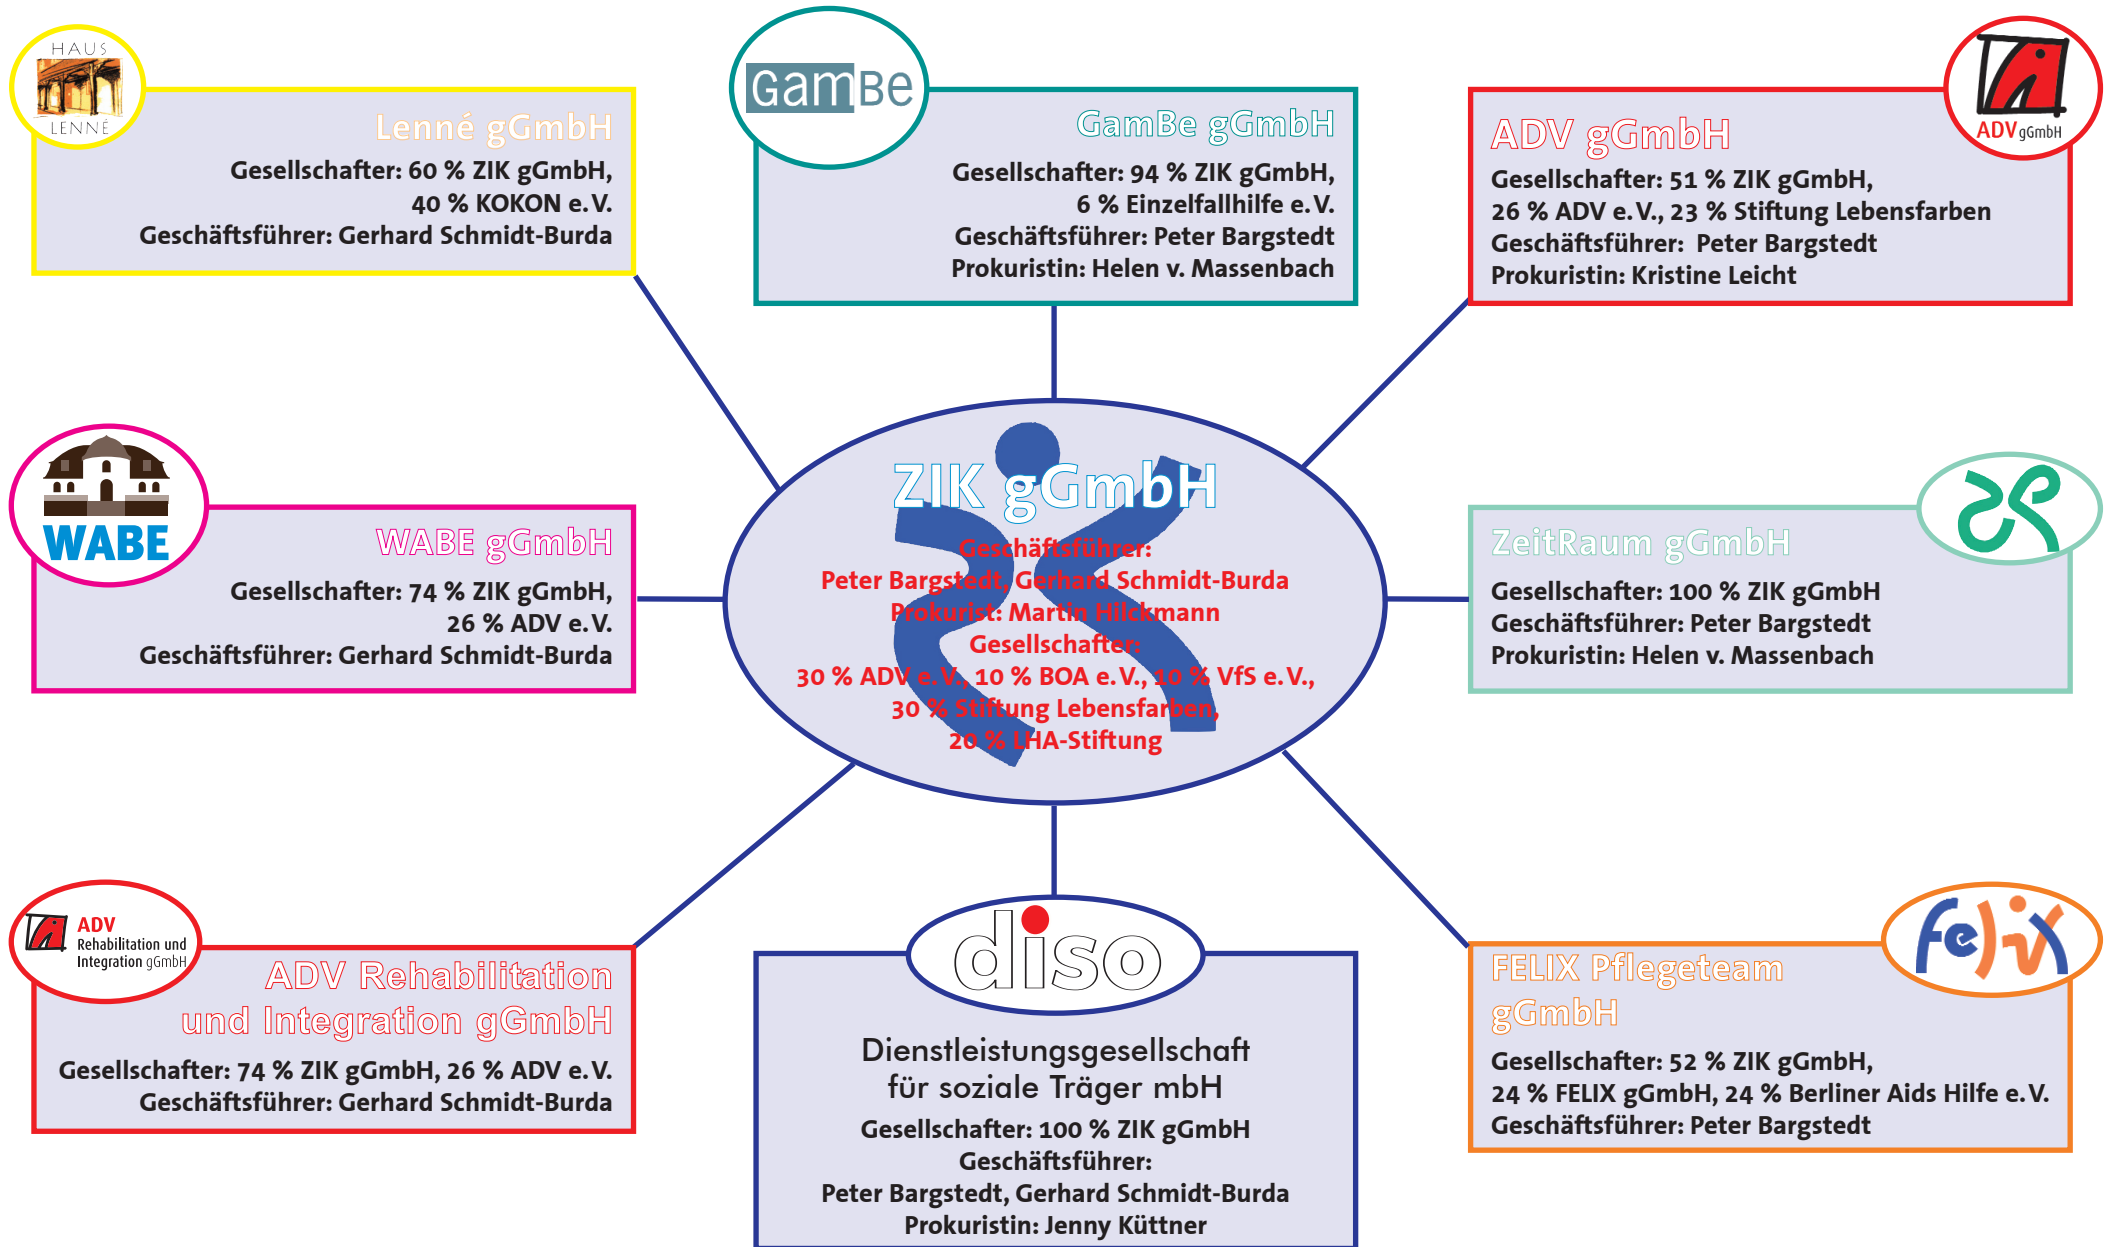 HAUS
LENNÉ
Lenné gGmbH
Gesellschafter: 60 % ZIK gGmbH,
40 % KOKON e. V.
Geschäftsführer: Gerhard Schmidt-Burda
GamBe
GamBe gGmbH
Gesellschafter: 94 % ZIK gGmbH,
6 % Einzelfallhilfe e. V.
Geschäftsführer: Peter Bargstedt
Prokuristin: Helen v. Massenbach
ADV gGmbH
ADV gGmbH
Gesellschafter: 51 % ZIK gGmbH,
26 % ADV e. V., 23 % Stiftung Lebensfarben
Geschäftsführer: Peter Bargstedt
Prokuristin: Kristine Leicht
WABE
WABE gGmbH
Gesellschafter: 74 % ZIK gGmbH,
26 % ADV e. V.
Geschäftsführer: Gerhard Schmidt-Burda
ZIK gGmbH
Geschäftsführer:
Peter Bargstedt, Gerhard Schmidt-Burda
Prokurist: Martin Hilckmann
Gesellschafter:
30 % ADV e. V., 10 % BOA e. V., 10 % VfS e. V.,
30 % Stiftung Lebensfarben,
20 % LHA-Stiftung
ZeitRaum gGmbH
Gesellschafter: 100 % ZIK gGmbH
Geschäftsführer: Peter Bargstedt
Prokuristin: Helen v. Massenbach
ADV
Rehabilitation und
Integration gGmbH
ADV Rehabilitation
und Integration gGmbH
Gesellschafter: 74 % ZIK gGmbH, 26 % ADV e. V.
Geschäftsführer: Gerhard Schmidt-Burda
diso
Dienstleistungsgesellschaft
für soziale Träger mbH
Gesellschafter: 100 % ZIK gGmbH
Geschäftsführer:
Peter Bargstedt, Gerhard Schmidt-Burda
Prokuristin: Jenny Küttner
Felix
FELIX Pflegeteam
gGmbH
Gesellschafter: 52 % ZIK gGmbH,
24 % FELIX gGmbH, 24 % Berliner Aids Hilfe e. V.
Geschäftsführer: Peter Bargstedt